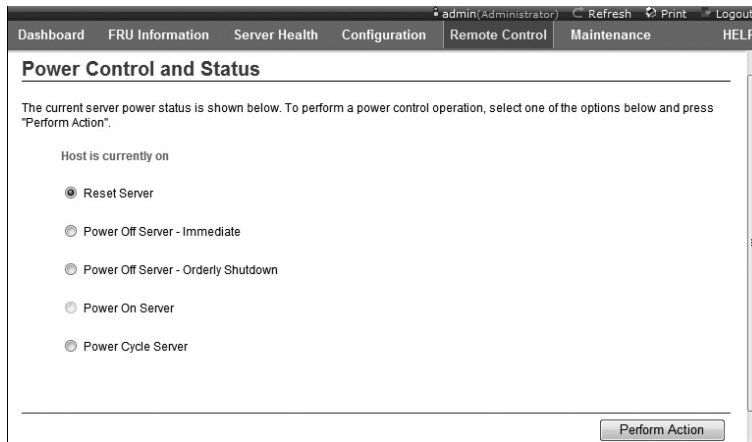 admin(Administrator) Refresh Print Logout
Dashboard FRU Information Server Health Configuration Remote Control Maintenance HELP
Power Control and Status
The current server power status is shown below. To perform a power control operation, select one of the options below and press
"Perform Action".
Host is currently on
Reset Server
Power Off Server - Immediate
Power Off Server - Orderly Shutdown
Power On Server
Power Cycle Server
Perform Action